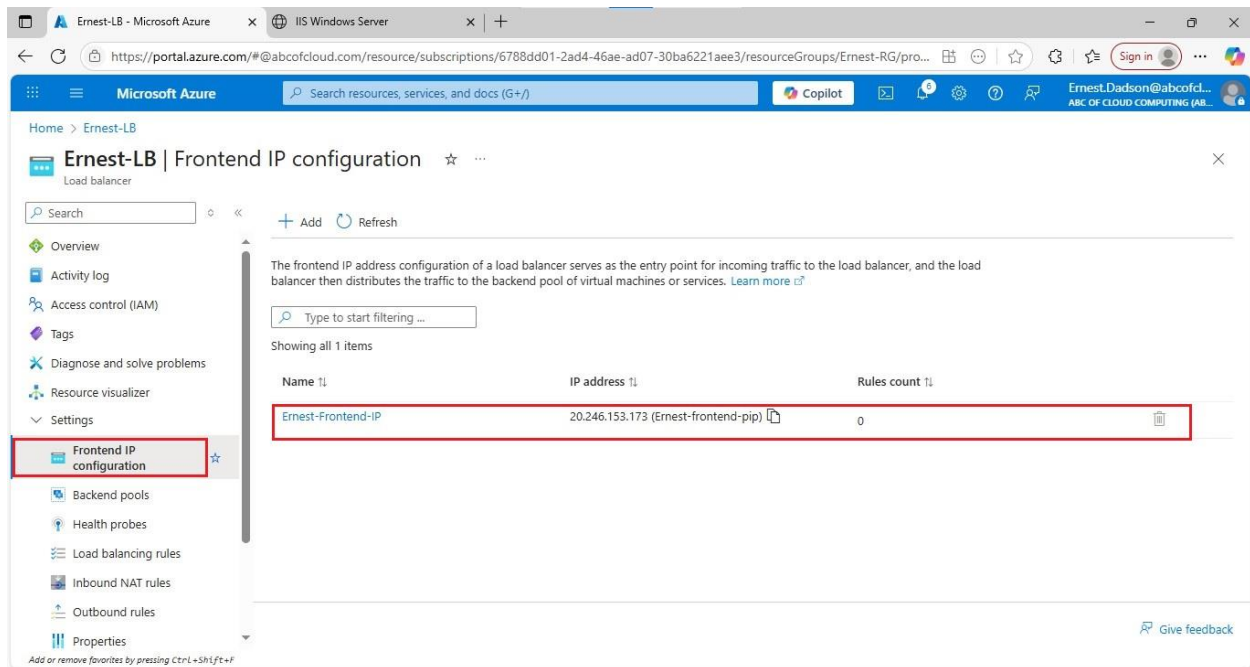 Ernest-LB - Microsoft Azure
IIS Windows Server
https://portal.azure.com/#@abcofcloud.com/resource/subscriptions/6788dd01-2ad4-46ae-ad07-30ba6221aee3/resourceGroups/Ernest-RG/pro...
Sign in
Microsoft Azure
Search resources, services, and docs (G+/)
Copilot
6
Ernest.Dadson@abcofcl...
ABC OF CLOUD COMPUTING (AB...
Home > Ernest-LB
Ernest-LB | Frontend IP configuration
Load balancer
Search
Add
Refresh
Overview
Activity log
Access control (IAM)
Tags
Diagnose and solve problems
Resource visualizer
Settings
Frontend IP
configuration
Backend pools
Health probes
Load balancing rules
Inbound NAT rules
Outbound rules
Properties
Add or remove favorites by pressing Ctrl+Shift+F
The frontend IP address configuration of a load balancer serves as the entry point for incoming traffic to the load balancer, and the load
balancer then distributes the traffic to the backend pool of virtual machines or services. Learn more
Type to start filtering ...
Showing all 1 items
Name IP address Rules count
Ernest-Frontend-IP 20.246.153.173 (Ernest-frontend-pip) 0
Give feedback